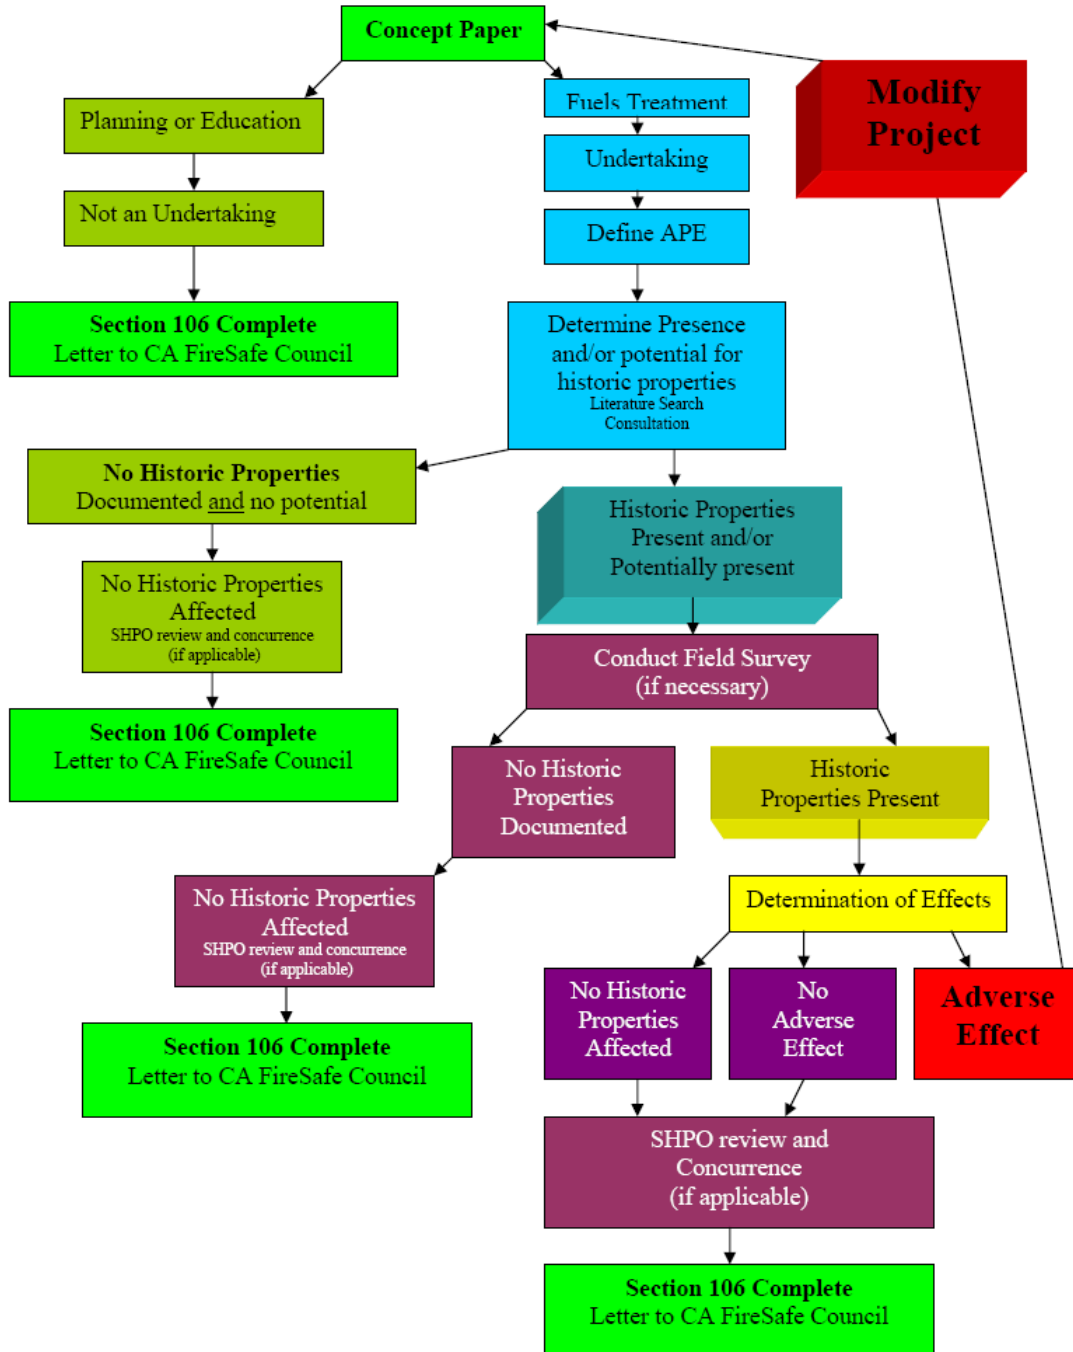 Concept Paper
Modify
Project
Planning or Education
Fuels Treatment
Undertaking
Not an Undertaking
Define APE
Section 106 Complete
Letter to CA FireSafe Council
Determine Presence
and/or potential for
historic properties
Literature Search
Consultation
No Historic Properties
Documented and no potential
Historic Properties
Present and/or
Potentially present
No Historic Properties
Affected
SHPO review and concurrence
(if applicable)
Conduct Field Survey
(if necessary)
Section 106 Complete
Letter to CA FireSafe Council
No Historic
Properties
Documented
Historic
Properties Present
No Historic Properties
Affected
SHPO review and concurrence
(if applicable)
Determination of Effects
No Historic
Properties
Affected
No
Adverse
Effect
Adverse
Effect
Section 106 Complete
Letter to CA FireSafe Council
SHPO review and
Concurrence
(if applicable)
Section 106 Complete
Letter to CA FireSafe Council